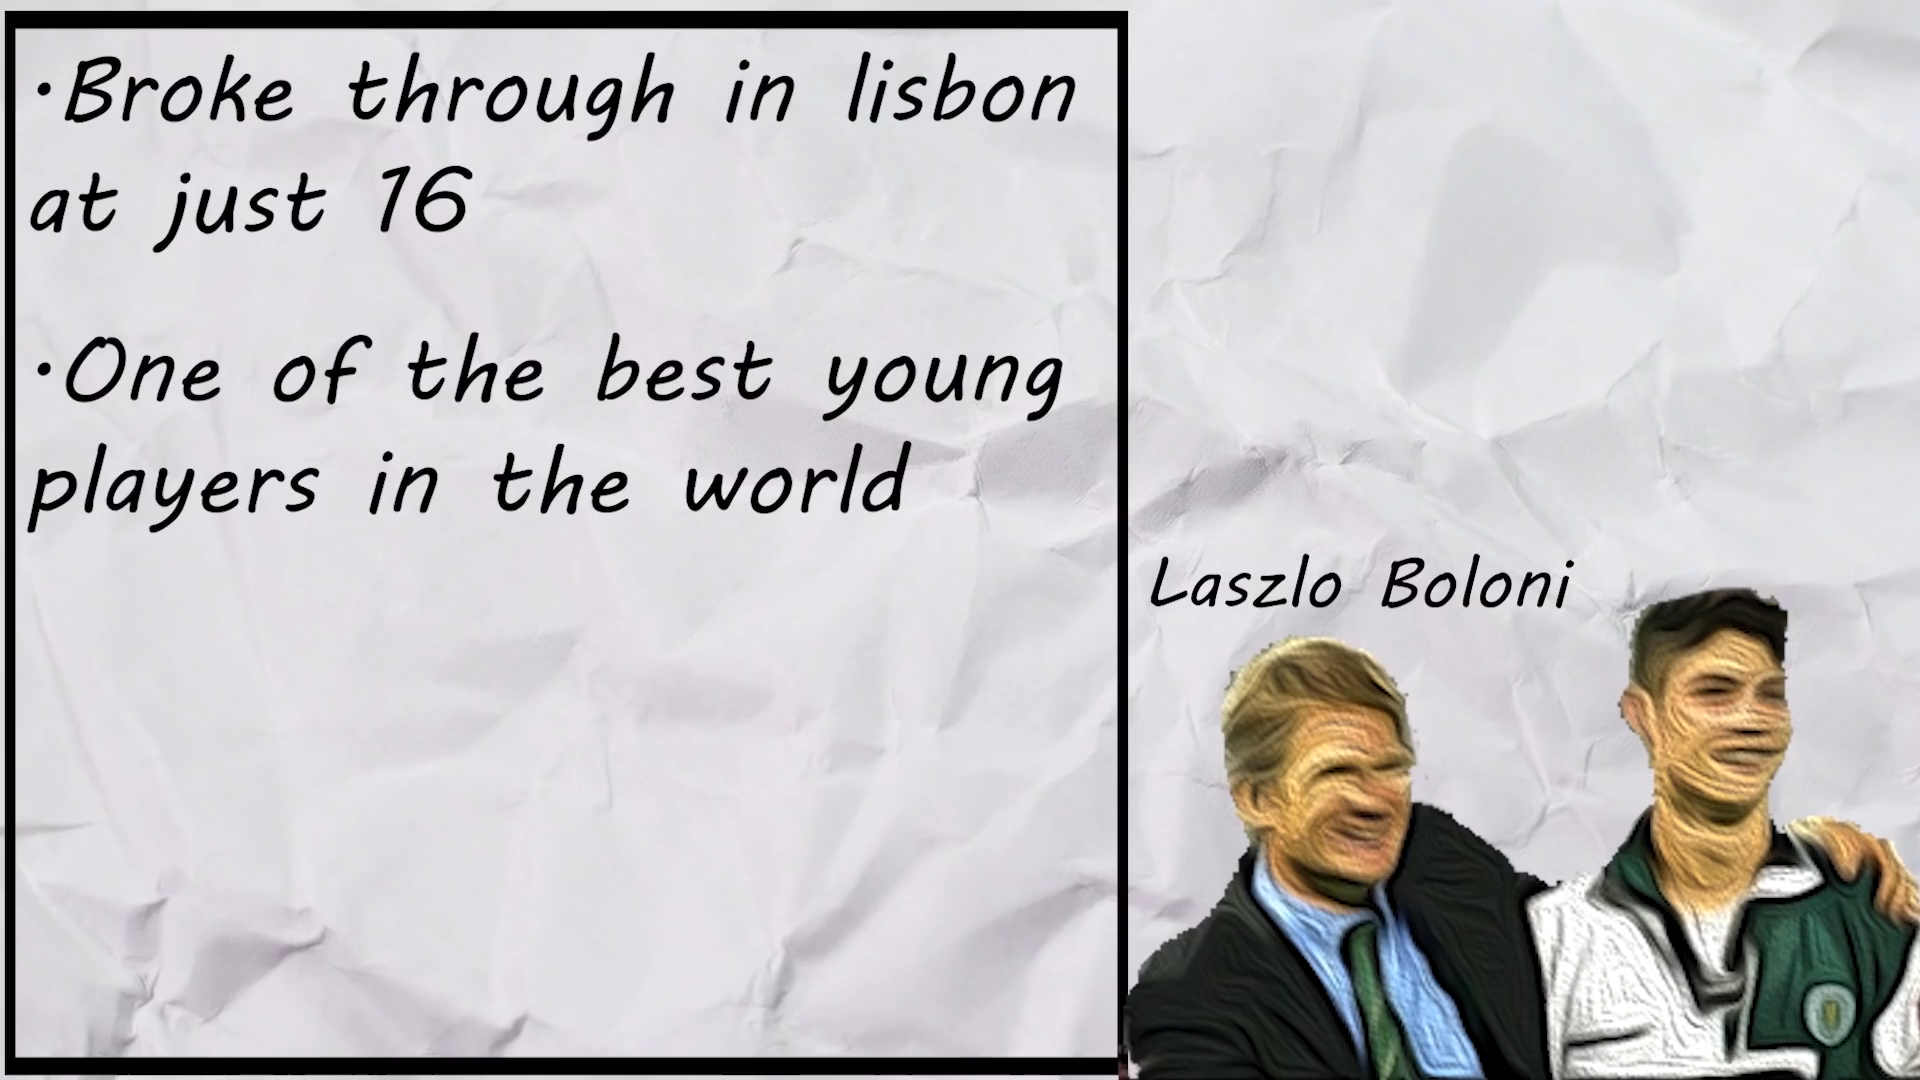 ·Broke through in lisbon
at just 16
·One of the best young
players in the world
Laszlo Boloni